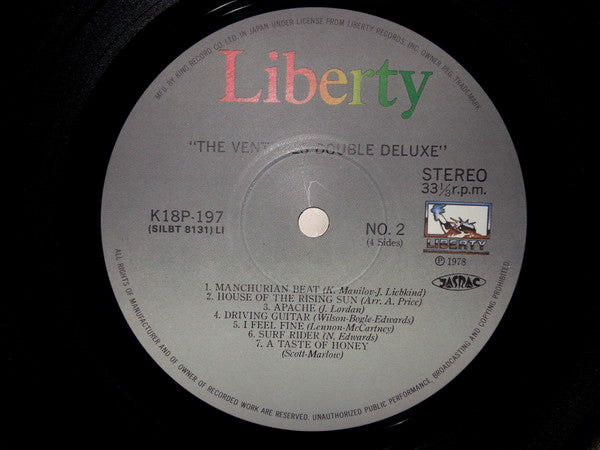 MFD. BY KING RECORD CO. LTD. IN JAPAN UNDER LICENSE FROM LIBERTY RECORDS, INC. OWNER REG. TRADEMARK.
Liberty
"THE VENTURES DOUBLE DELUXE"
STEREO
33⅓r.p.m.
K18P-197
(SILBT 8131) LI
NO. 2
(4 Sides)
LIBERTY
Ⓟ 1978
JASRAC
1. MANCHURIAN BEAT (K. Manilov-J. Liebkind)
2. HOUSE OF THE RISING SUN (Arr. A. Price)
3. APACHE (J. Lordan)
4. DRIVING GUITAR (Wilson-Bogle-Edwards)
5. I FEEL FINE (Lennon-McCartney)
6. SURF RIDER (N. Edwards)
7. A TASTE OF HONEY
(Scott-Marlow)
ALL RIGHTS OF MANUFACTURER AND OF OWNER OF RECORDED WORK ARE RESERVED. UNAUTHORIZED PUBLIC PERFORMANCE, BROADCASTING AND COPYING PROHIBITED.